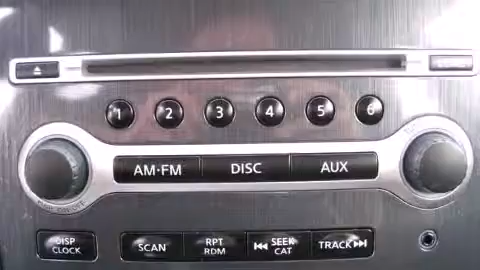 1 2 3 4 5 6
AM·FM DISC AUX
DISP
CLOCK
SCAN
RPT
RDM
SEEK
CAT
TRACK